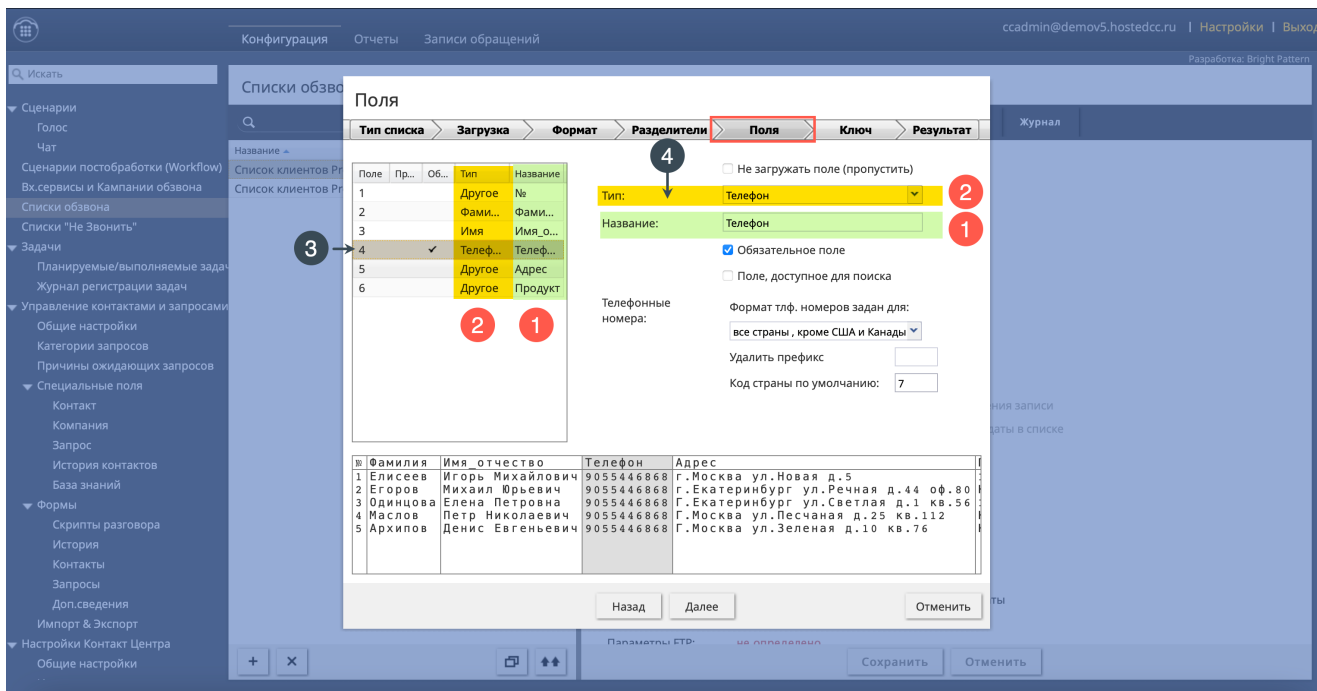 ccadmin@demov5.hostedcc.ru | Настройки | Выход
Конфигурация Отчеты Записи обращений
Разработка: Bright Pattern
Искать
Сценарии
Голос
Чат
Сценарии постобработки (Workflow)
Вх.сервисы и Кампании обзвона
Списки обзвона
Списки "Не Звонить"
Задачи
Планируемые/выполняемые зада
Журнал регистрации задач
Управление контактами и запросами
Общие настройки
Категории запросов
Причины ожидающих запросов
Специальные поля
Контакт
Компания
Запрос
История контактов
База знаний
Формы
Скрипты разговора
История
Контакты
Запросы
Доп.сведения
Импорт & Экспорт
Настройки Контакт Центра
Общие настройки
Списки обзво
Название
Список клиентов Pr
Список клиентов Pr
Журнал
Поля
Тип списка Загрузка Формат Разделители Поля Ключ Результат
4
Поле Пр... Об... Тип Название
1 Другое №
2 Фами... Фами...
3 Имя Имя_о...
3
4 ✔ Телеф... Телеф...
5 Другое Адрес
6 Другое Продукт
2 1
Не загружать поле (пропустить)
Тип: Телефон 2
Название: Телефон 1
Обязательное поле
Поле, доступное для поиска
Телефонные номера:
Формат тлф. номеров задан для:
все страны , кроме США и Канады
Удалить префикс
Код страны по умолчанию: 7
№ Фамилия Имя_отчество Телефон Адрес
1 Елисеев Игорь Михайлович 9055446868 г.Москва ул.Новая д.5
2 Егоров Михаил Юрьевич 9055446868 г.Екатеринбург ул.Речная д.44 оф.80
3 Одинцова Елена Петровна 9055446868 Г.Екатеринбург ул.Светлая д.1 кв.56
4 Маслов Петр Николаевич 9055446868 Г.Москва ул.Песчаная д.25 кв.112
5 Архипов Денис Евгеньевич 9055446868 Г.Москва ул.Зеленая д.10 кв.76
Назад Далее Отменить
ния записи
даты в списке
ты
Параметры FTP: не определено
Сохранить Отменить